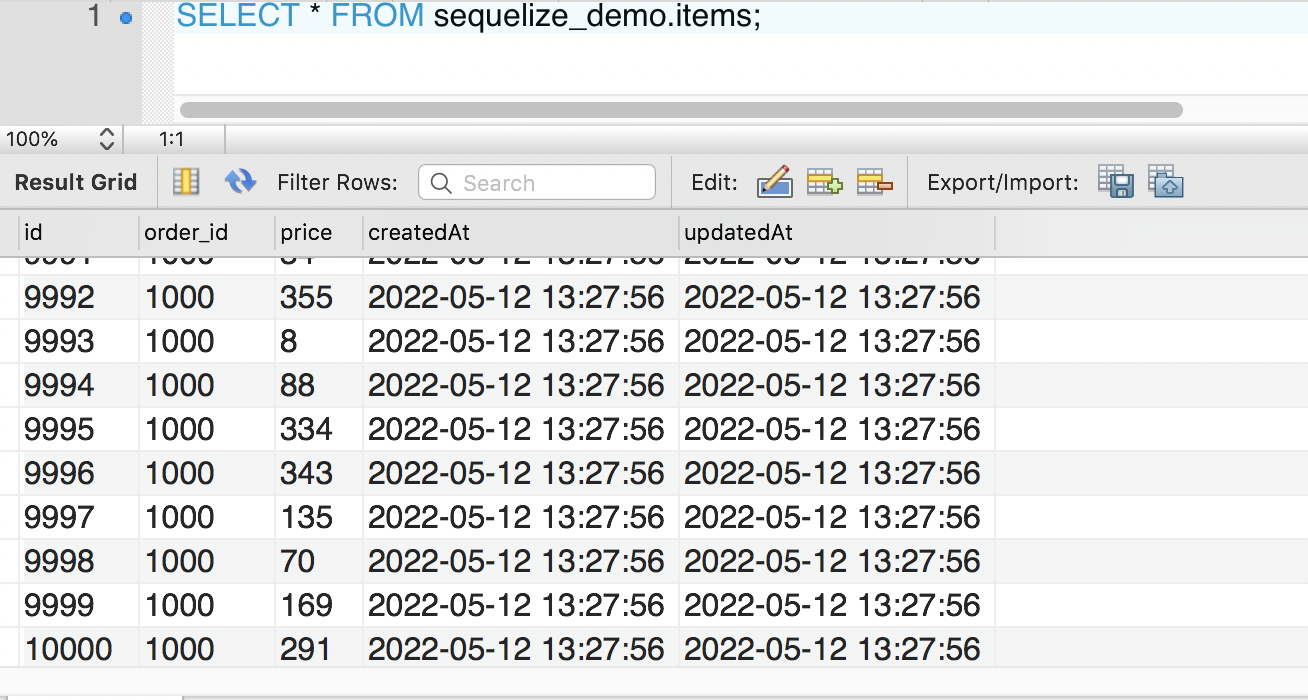 1 SELECT * FROM sequelize_demo.items;
100% 1:1
Result Grid Filter Rows: Search Edit: Export/Import:
id order_id price createdAt updatedAt
9992 1000 355 2022-05-12 13:27:56 2022-05-12 13:27:56
9993 1000 8 2022-05-12 13:27:56 2022-05-12 13:27:56
9994 1000 88 2022-05-12 13:27:56 2022-05-12 13:27:56
9995 1000 334 2022-05-12 13:27:56 2022-05-12 13:27:56
9996 1000 343 2022-05-12 13:27:56 2022-05-12 13:27:56
9997 1000 135 2022-05-12 13:27:56 2022-05-12 13:27:56
9998 1000 70 2022-05-12 13:27:56 2022-05-12 13:27:56
9999 1000 169 2022-05-12 13:27:56 2022-05-12 13:27:56
10000 1000 291 2022-05-12 13:27:56 2022-05-12 13:27:56